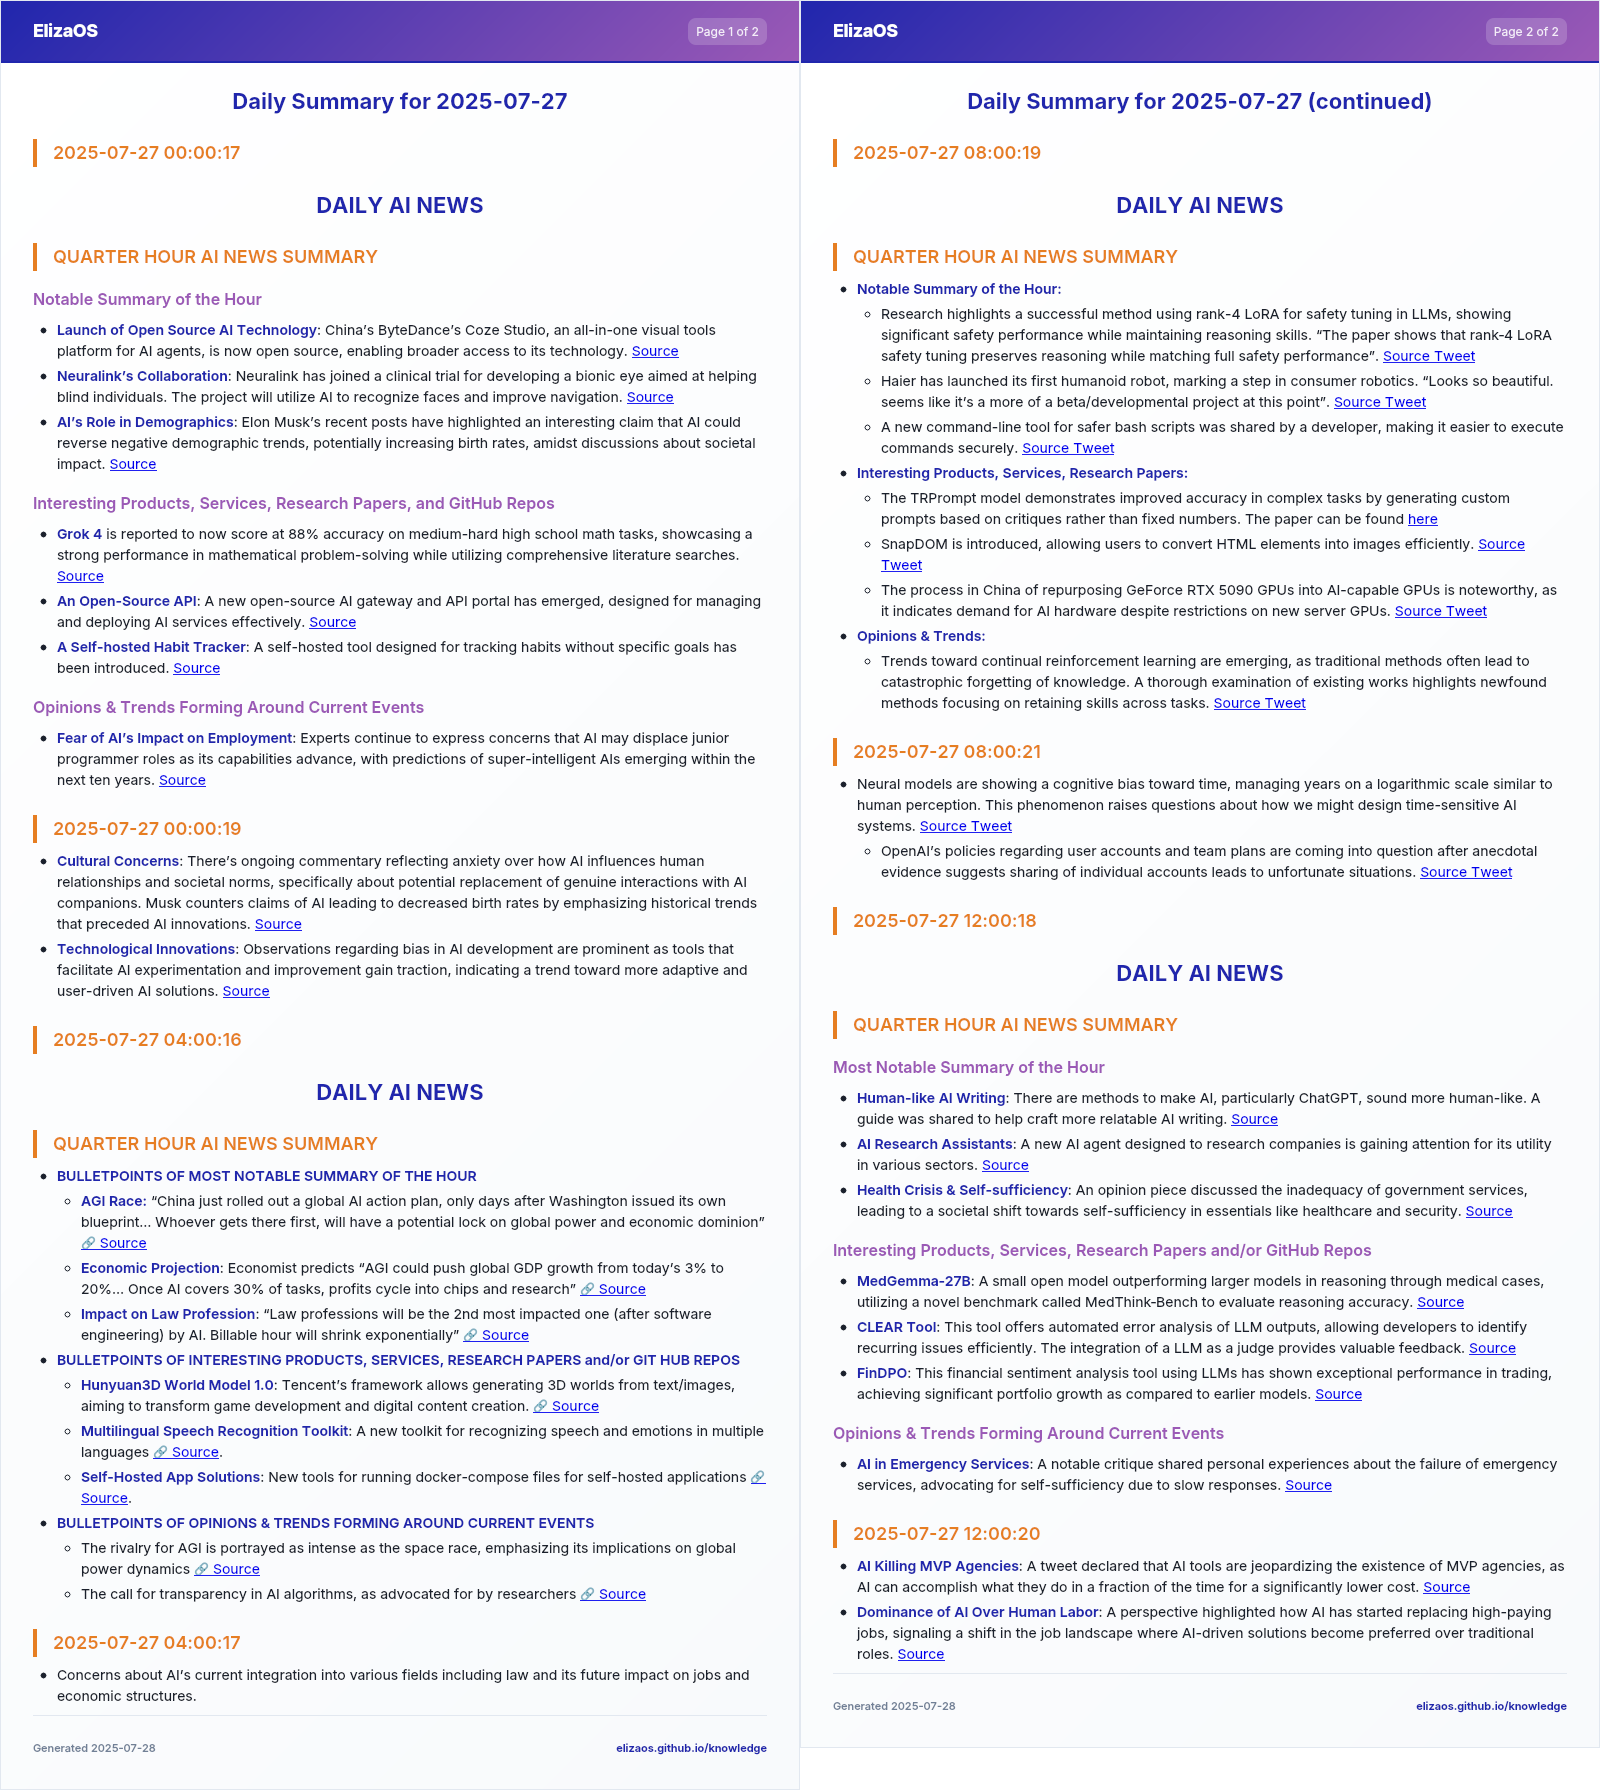 ElizaOS
Page 1 of 2
Daily Summary for 2025-07-27
2025-07-27 00:00:17
DAILY AI NEWS
QUARTER HOUR AI NEWS SUMMARY
Notable Summary of the Hour
Launch of Open Source AI Technology: China's ByteDance's Coze Studio, an all-in-one visual tools
platform for AI agents, is now open source, enabling broader access to its technology. Source
Neuralink's Collaboration: Neuralink has joined a clinical trial for developing a bionic eye aimed at helping
blind individuals. The project will utilize AI to recognize faces and improve navigation. Source
AI's Role in Demographics: Elon Musk's recent posts have highlighted an interesting claim that AI could
reverse negative demographic trends, potentially increasing birth rates, amidst discussions about societal
impact. Source
Interesting Products, Services, Research Papers, and GitHub Repos
Grok 4 is reported to now score at 88% accuracy on medium-hard high school math tasks, showcasing a
strong performance in mathematical problem-solving while utilizing comprehensive literature searches.
Source
An Open-Source API: A new open-source AI gateway and API portal has emerged, designed for managing
and deploying AI services effectively. Source
A Self-hosted Habit Tracker: A self-hosted tool designed for tracking habits without specific goals has
been introduced. Source
Opinions & Trends Forming Around Current Events
Fear of AI's Impact on Employment: Experts continue to express concerns that AI may displace junior
programmer roles as its capabilities advance, with predictions of super-intelligent AIs emerging within the
next ten years. Source
2025-07-27 00:00:19
Cultural Concerns: There's ongoing commentary reflecting anxiety over how AI influences human
relationships and societal norms, specifically about potential replacement of genuine interactions with AI
companions. Musk counters claims of AI leading to decreased birth rates by emphasizing historical trends
that preceded AI innovations. Source
Technological Innovations: Observations regarding bias in AI development are prominent as tools that
facilitate AI experimentation and improvement gain traction, indicating a trend toward more adaptive and
user-driven AI solutions. Source
2025-07-27 04:00:16
DAILY AI NEWS
QUARTER HOUR AI NEWS SUMMARY
BULLETPOINTS OF MOST NOTABLE SUMMARY OF THE HOUR
AGI Race: “China just rolled out a global AI action plan, only days after Washington issued its own
blueprint... Whoever gets there first, will have a potential lock on global power and economic dominion”
🔗 Source
Economic Projection: Economist predicts “AGI could push global GDP growth from today's 3% to
20%... Once AI covers 30% of tasks, profits cycle into chips and research” 🔗 Source
Impact on Law Profession: “Law professions will be the 2nd most impacted one (after software
engineering) by AI. Billable hour will shrink exponentially” 🔗 Source
BULLETPOINTS OF INTERESTING PRODUCTS, SERVICES, RESEARCH PAPERS and/or GIT HUB REPOS
Hunyuan3D World Model 1.0: Tencent's framework allows generating 3D worlds from text/images,
aiming to transform game development and digital content creation. 🔗 Source
Multilingual Speech Recognition Toolkit: A new toolkit for recognizing speech and emotions in multiple
languages 🔗 Source.
Self-Hosted App Solutions: New tools for running docker-compose files for self-hosted applications 🔗
Source.
BULLETPOINTS OF OPINIONS & TRENDS FORMING AROUND CURRENT EVENTS
The rivalry for AGI is portrayed as intense as the space race, emphasizing its implications on global
power dynamics 🔗 Source
The call for transparency in AI algorithms, as advocated for by researchers 🔗 Source
2025-07-27 04:00:17
Concerns about AI's current integration into various fields including law and its future impact on jobs and
economic structures.
Generated 2025-07-28
elizaos.github.io/knowledge
ElizaOS
Page 2 of 2
Daily Summary for 2025-07-27 (continued)
2025-07-27 08:00:19
DAILY AI NEWS
QUARTER HOUR AI NEWS SUMMARY
Notable Summary of the Hour:
Research highlights a successful method using rank-4 LoRA for safety tuning in LLMs, showing
significant safety performance while maintaining reasoning skills. “The paper shows that rank-4 LoRA
safety tuning preserves reasoning while matching full safety performance”. Source Tweet
Haier has launched its first humanoid robot, marking a step in consumer robotics. “Looks so beautiful.
seems like it's a more of a beta/developmental project at this point”. Source Tweet
A new command-line tool for safer bash scripts was shared by a developer, making it easier to execute
commands securely. Source Tweet
Interesting Products, Services, Research Papers:
The TRPrompt model demonstrates improved accuracy in complex tasks by generating custom
prompts based on critiques rather than fixed numbers. The paper can be found here
SnapDOM is introduced, allowing users to convert HTML elements into images efficiently. Source
Tweet
The process in China of repurposing GeForce RTX 5090 GPUs into AI-capable GPUs is noteworthy, as
it indicates demand for AI hardware despite restrictions on new server GPUs. Source Tweet
Opinions & Trends:
Trends toward continual reinforcement learning are emerging, as traditional methods often lead to
catastrophic forgetting of knowledge. A thorough examination of existing works highlights newfound
methods focusing on retaining skills across tasks. Source Tweet
2025-07-27 08:00:21
Neural models are showing a cognitive bias toward time, managing years on a logarithmic scale similar to
human perception. This phenomenon raises questions about how we might design time-sensitive AI
systems. Source Tweet
OpenAI's policies regarding user accounts and team plans are coming into question after anecdotal
evidence suggests sharing of individual accounts leads to unfortunate situations. Source Tweet
2025-07-27 12:00:18
DAILY AI NEWS
QUARTER HOUR AI NEWS SUMMARY
Most Notable Summary of the Hour
Human-like AI Writing: There are methods to make AI, particularly ChatGPT, sound more human-like. A
guide was shared to help craft more relatable AI writing. Source
AI Research Assistants: A new AI agent designed to research companies is gaining attention for its utility
in various sectors. Source
Health Crisis & Self-sufficiency: An opinion piece discussed the inadequacy of government services,
leading to a societal shift towards self-sufficiency in essentials like healthcare and security. Source
Interesting Products, Services, Research Papers and/or GitHub Repos
MedGemma-27B: A small open model outperforming larger models in reasoning through medical cases,
utilizing a novel benchmark called MedThink-Bench to evaluate reasoning accuracy. Source
CLEAR Tool: This tool offers automated error analysis of LLM outputs, allowing developers to identify
recurring issues efficiently. The integration of a LLM as a judge provides valuable feedback. Source
FinDPO: This financial sentiment analysis tool using LLMs has shown exceptional performance in trading,
achieving significant portfolio growth as compared to earlier models. Source
Opinions & Trends Forming Around Current Events
AI in Emergency Services: A notable critique shared personal experiences about the failure of emergency
services, advocating for self-sufficiency due to slow responses. Source
2025-07-27 12:00:20
AI Killing MVP Agencies: A tweet declared that AI tools are jeopardizing the existence of MVP agencies, as
AI can accomplish what they do in a fraction of the time for a significantly lower cost. Source
Dominance of AI Over Human Labor: A perspective highlighted how AI has started replacing high-paying
jobs, signaling a shift in the job landscape where AI-driven solutions become preferred over traditional
roles. Source
Generated 2025-07-28
elizaos.github.io/knowledge